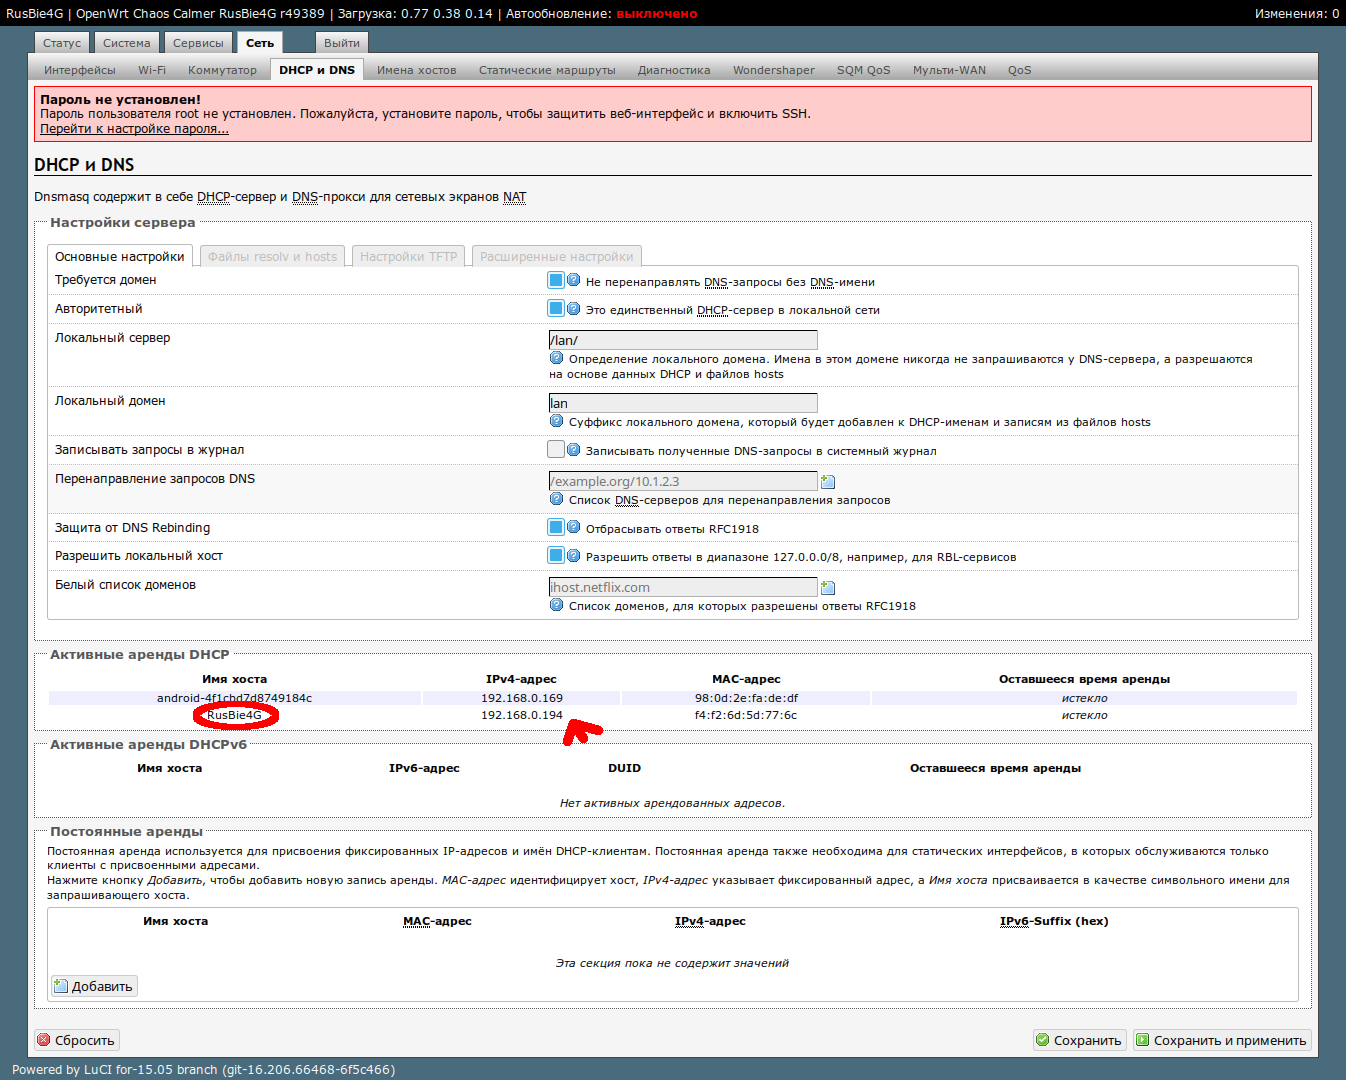 RusBie4G | OpenWrt Chaos Calmer RusBie4G r49389 | Загрузка: 0.77 0.38 0.14 | Автообновление: выключено Изменения: 0
Статус Система Сервисы Сеть Выйти
Интерфейсы Wi-Fi Коммутатор DHCP и DNS Имена хостов Статические маршруты Диагностика Wondershaper SQM QoS Мульти-WAN QoS
Пароль не установлен!
Пароль пользователя root не установлен. Пожалуйста, установите пароль, чтобы защитить веб-интерфейс и включить SSH.
Перейти к настройке пароля...
DHCP и DNS
Dnsmasq содержит в себе DHCP-сервер и DNS-прокси для сетевых экранов NAT
Настройки сервера
Основные настройки Файлы resolv и hosts Настройки TFTP Расширенные настройки
Требуется домен Не перенаправлять DNS-запросы без DNS-имени
Авторитетный Это единственный DHCP-сервер в локальной сети
Локальный сервер /lan/
Определение локального домена. Имена в этом домене никогда не запрашиваются у DNS-сервера, а разрешаются
на основе данных DHCP и файлов hosts
Локальный домен lan
Суффикс локального домена, который будет добавлен к DHCP-именам и записям из файлов hosts
Записывать запросы в журнал Записывать полученные DNS-запросы в системный журнал
Перенаправление запросов DNS /example.org/10.1.2.3
Список DNS-серверов для перенаправления запросов
Защита от DNS Rebinding Отбрасывать ответы RFC1918
Разрешить локальный хост Разрешить ответы в диапазоне 127.0.0.0/8, например, для RBL-сервисов
Белый список доменов ihost.netflix.com
Список доменов, для которых разрешены ответы RFC1918
Активные аренды DHCP
Имя хоста IPv4-адрес MAC-адрес Оставшееся время аренды
android-4f1cbd7d8749184c 192.168.0.169 98:0d:2e:fa:de:df истекло
RusBie4G 192.168.0.194 f4:f2:6d:5d:77:6c истекло
Активные аренды DHCPv6
Имя хоста IPv6-адрес DUID Оставшееся время аренды
Нет активных арендованных адресов.
Постоянные аренды
Постоянная аренда используется для присвоения фиксированных IP-адресов и имён DHCP-клиентам. Постоянная аренда также необходима для статических интерфейсов, в которых обслуживаются только
клиенты с присвоенными адресами.
Нажмите кнопку Добавить, чтобы добавить новую запись аренды. MAC-адрес идентифицирует хост, IPv4-адрес указывает фиксированный адрес, а Имя хоста присваивается в качестве символьного имени для
запрашивающего хоста.
Имя хоста MAC-адрес IPv4-адрес IPv6-Suffix (hex)
Эта секция пока не содержит значений
Добавить
Сбросить Сохранить Сохранить и применить
Powered by LuCI for-15.05 branch (git-16.206.66468-6f5c466)